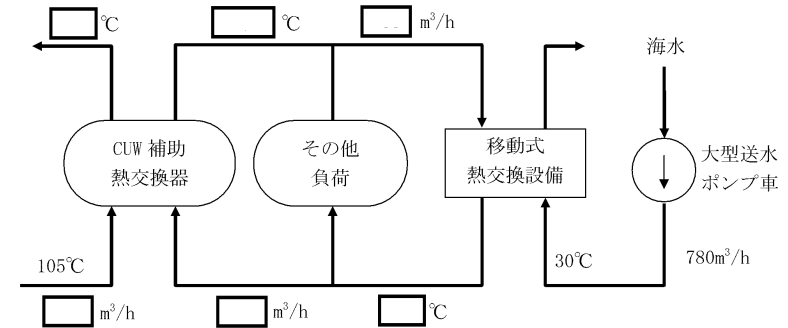 ℃
℃
m³/h
海水
CUW 補助
熱交換器
その他
負荷
移動式
熱交換設備
大型送水
ポンプ車
105℃
30℃
780m³/h
m³/h
m³/h
℃